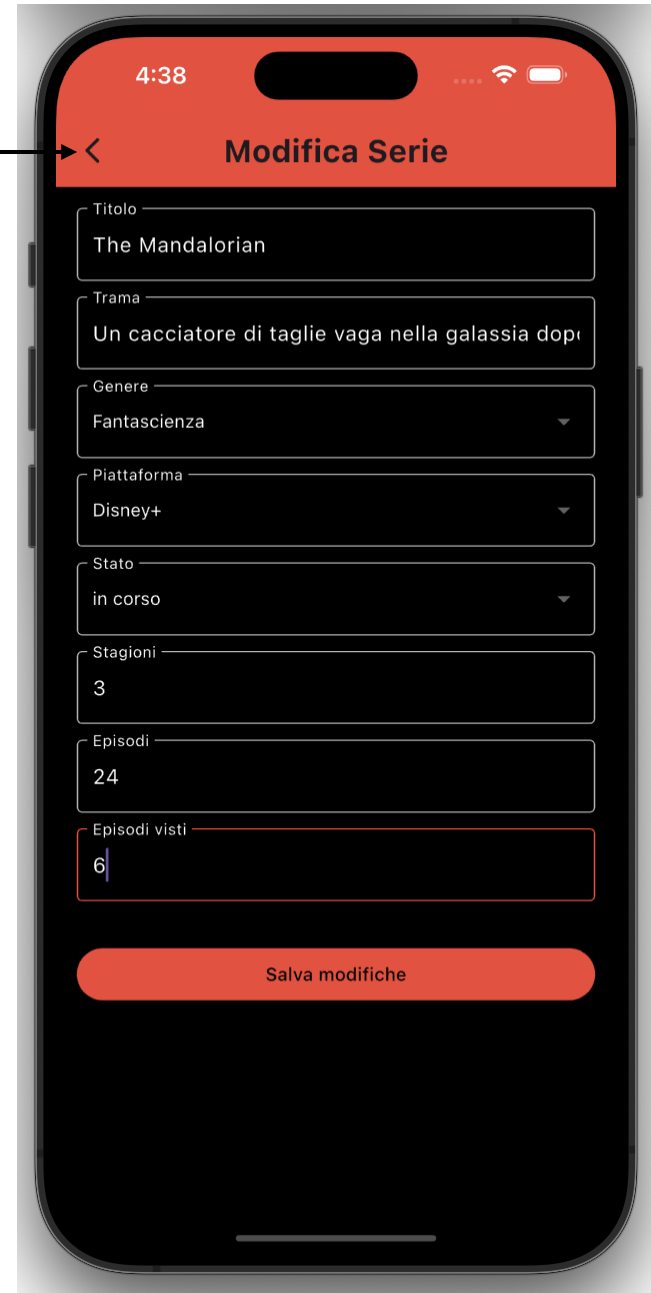 4:38
Modifica Serie
Titolo
The Mandalorian
Trama
Un cacciatore di taglie vaga nella galassia dop
Genere
Fantascienza
Piattaforma
Disney+
Stato
in corso
Stagioni
3
Episodi
24
Episodi visti
6
Salva modifiche